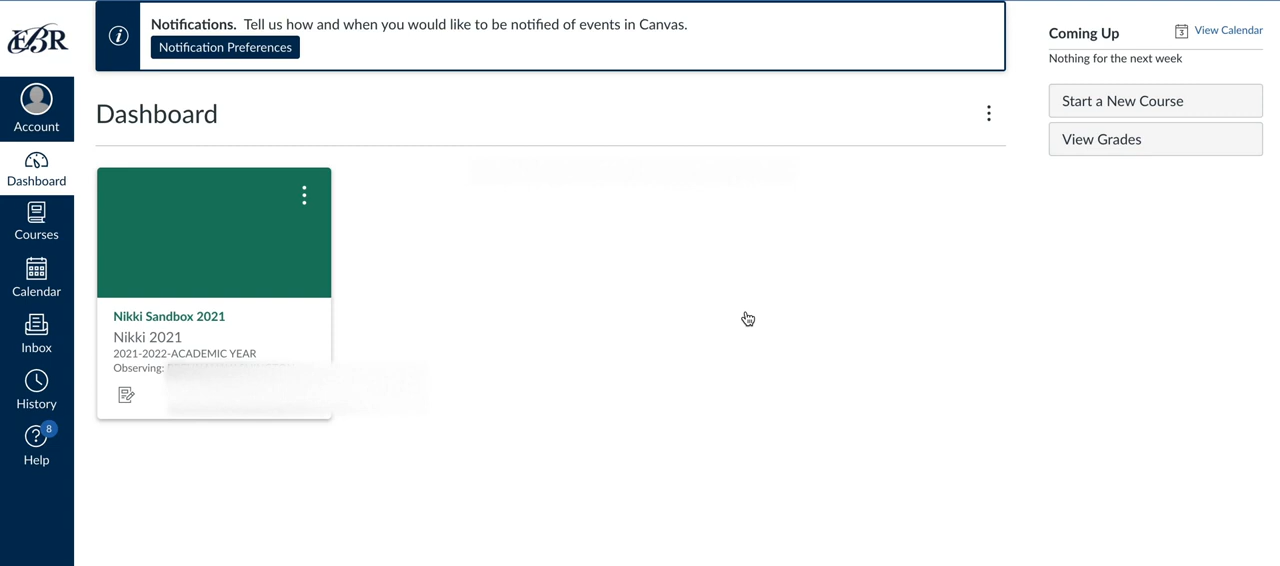 EBR
Account
Dashboard
Courses
Calendar
Inbox
History
8
Help
Notifications. Tell us how and when you would like to be notified of events in Canvas.
Notification Preferences
Dashboard
Nikki Sandbox 2021
Nikki 2021
2021-2022-ACADEMIC YEAR
Observing:
Coming Up
3
View Calendar
Nothing for the next week
Start a New Course
View Grades